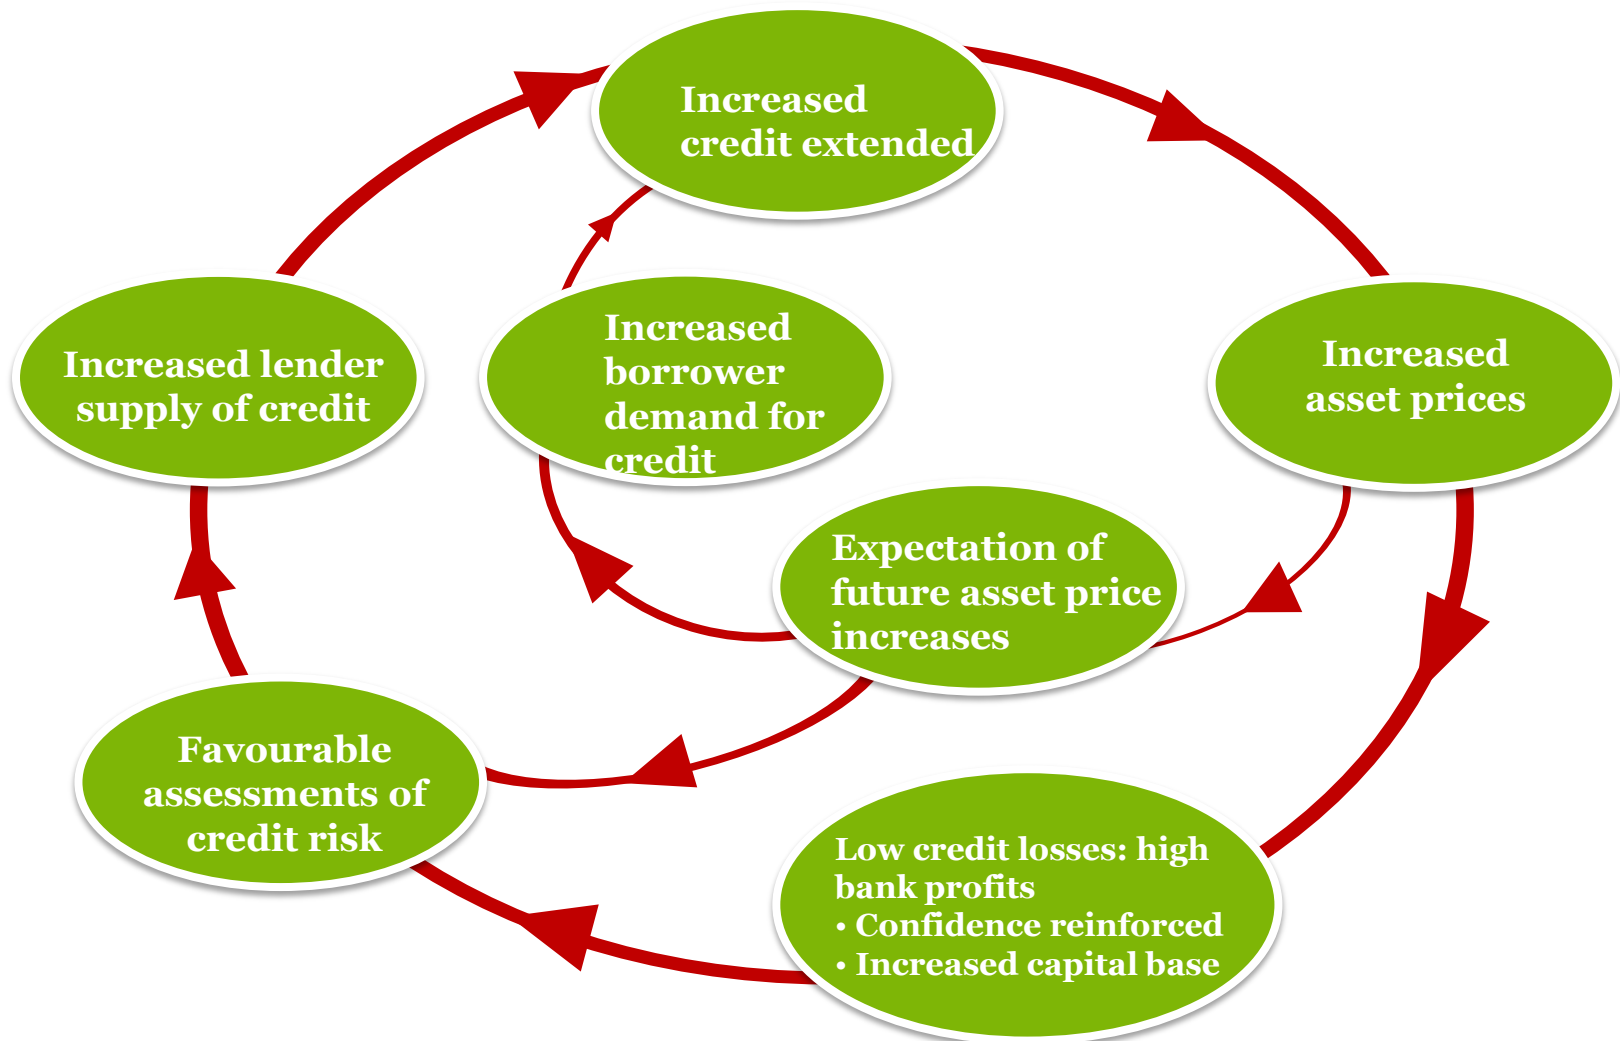 Increased
credit extended
Increased lender
supply of credit
Increased
borrower
demand for
credit
Increased
asset prices
Expectation of
future asset price
increases
Favourable
assessments of
credit risk
Low credit losses: high
bank profits
• Confidence reinforced
• Increased capital base